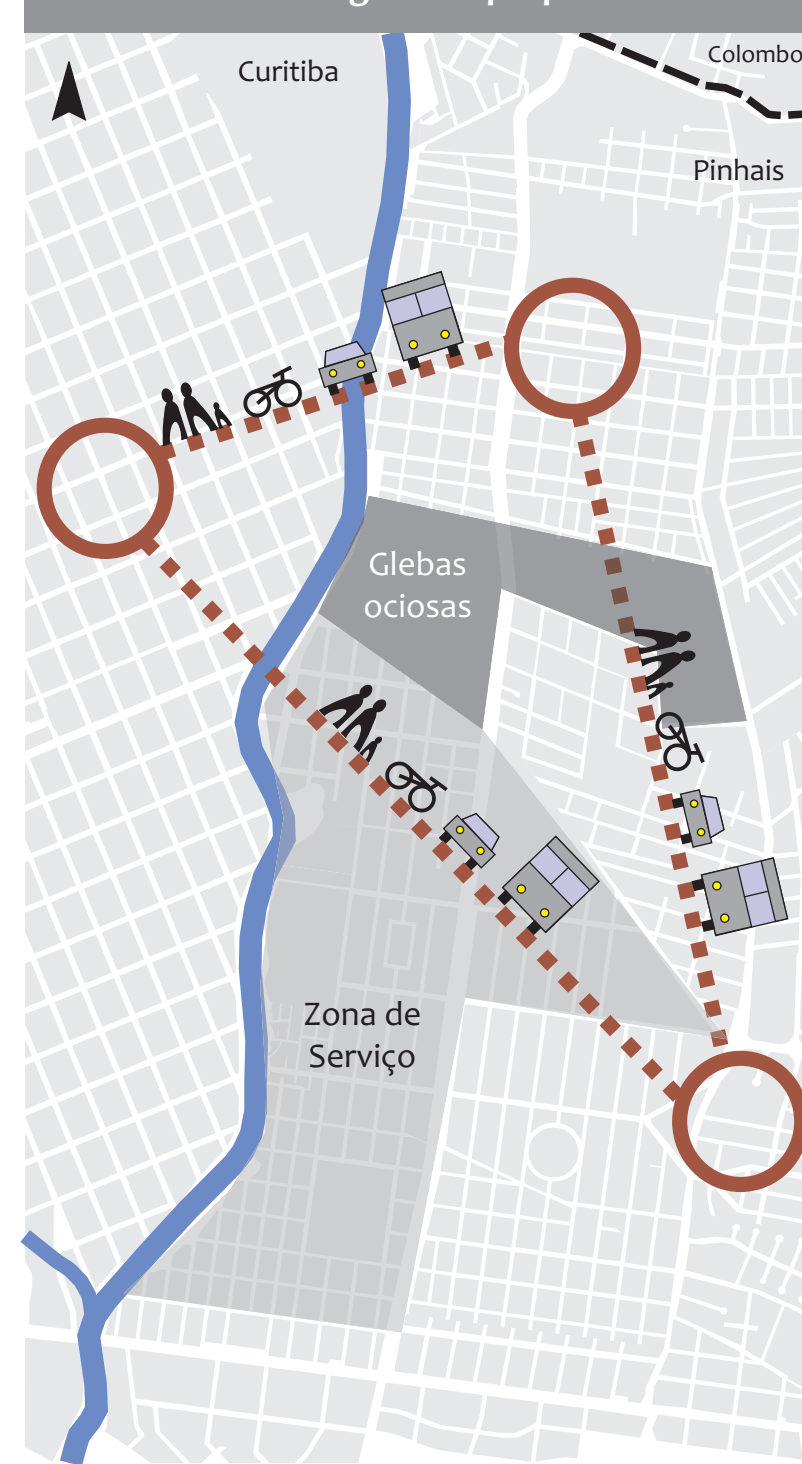 Curitiba
Colombo
Pinhais
Glebas
ociosas
Zona de
Serviço